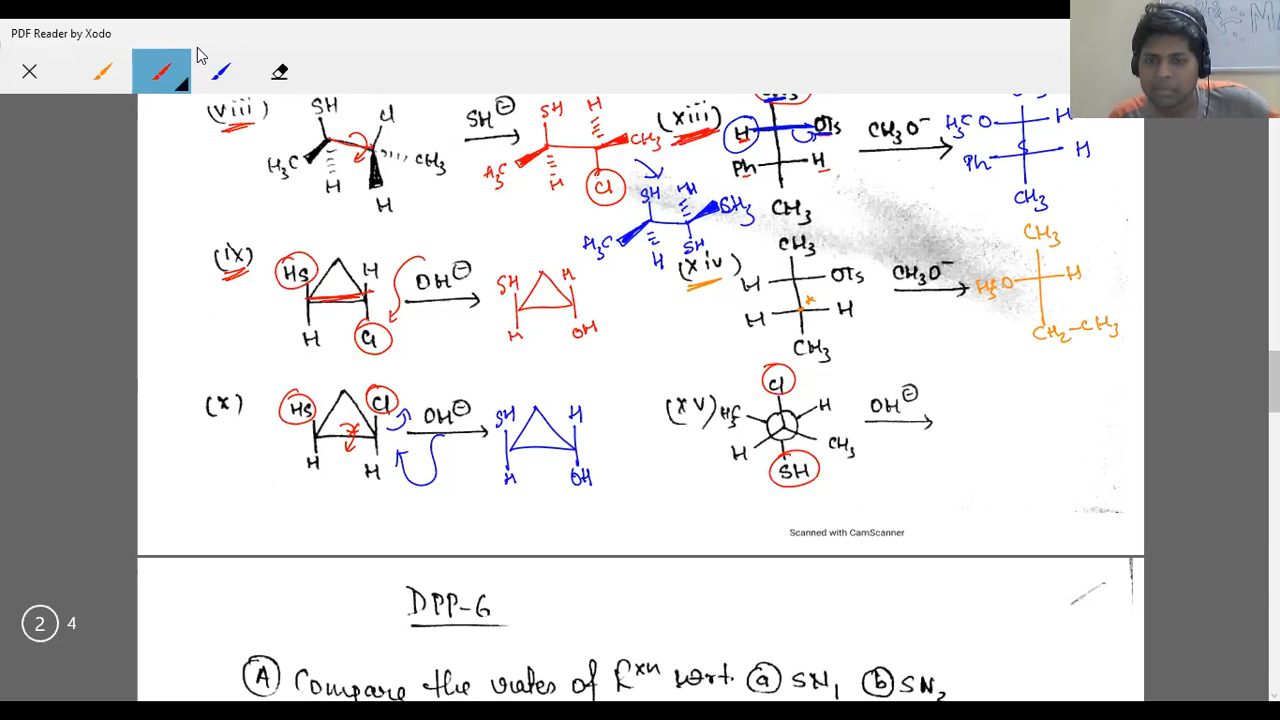 PDF Reader by Xodo
(viii)
SH
Cl
H₃C
CH₃
H
H
SH⊖
SH
H
CH₃
H₃C
H
Cl
SH
H
H₃C
H
SH
(xiii)
H
OTs
Ph
H
CH₃
CH₃O⁻
H₃C O
H
Ph
H
CH₃
(ix)
HS
H
H
Cl
OH⊖
SH
H
H
OH
(xiv)
CH₃
H
OTs
H
H
CH₃
CH₃O⁻
CH₃
H₃CO
H
CH₂-CH₃
(x)
HS
Cl
H
H
OH⊖
SH
H
H
OH
(xv)
Cl
H₃C
H
H
CH₃
SH
OH⊖
Scanned with CamScanner
2 4
DPP-6
(A) Compare the rates of Rxn wrt. (a) SN₁ (b) SN₂